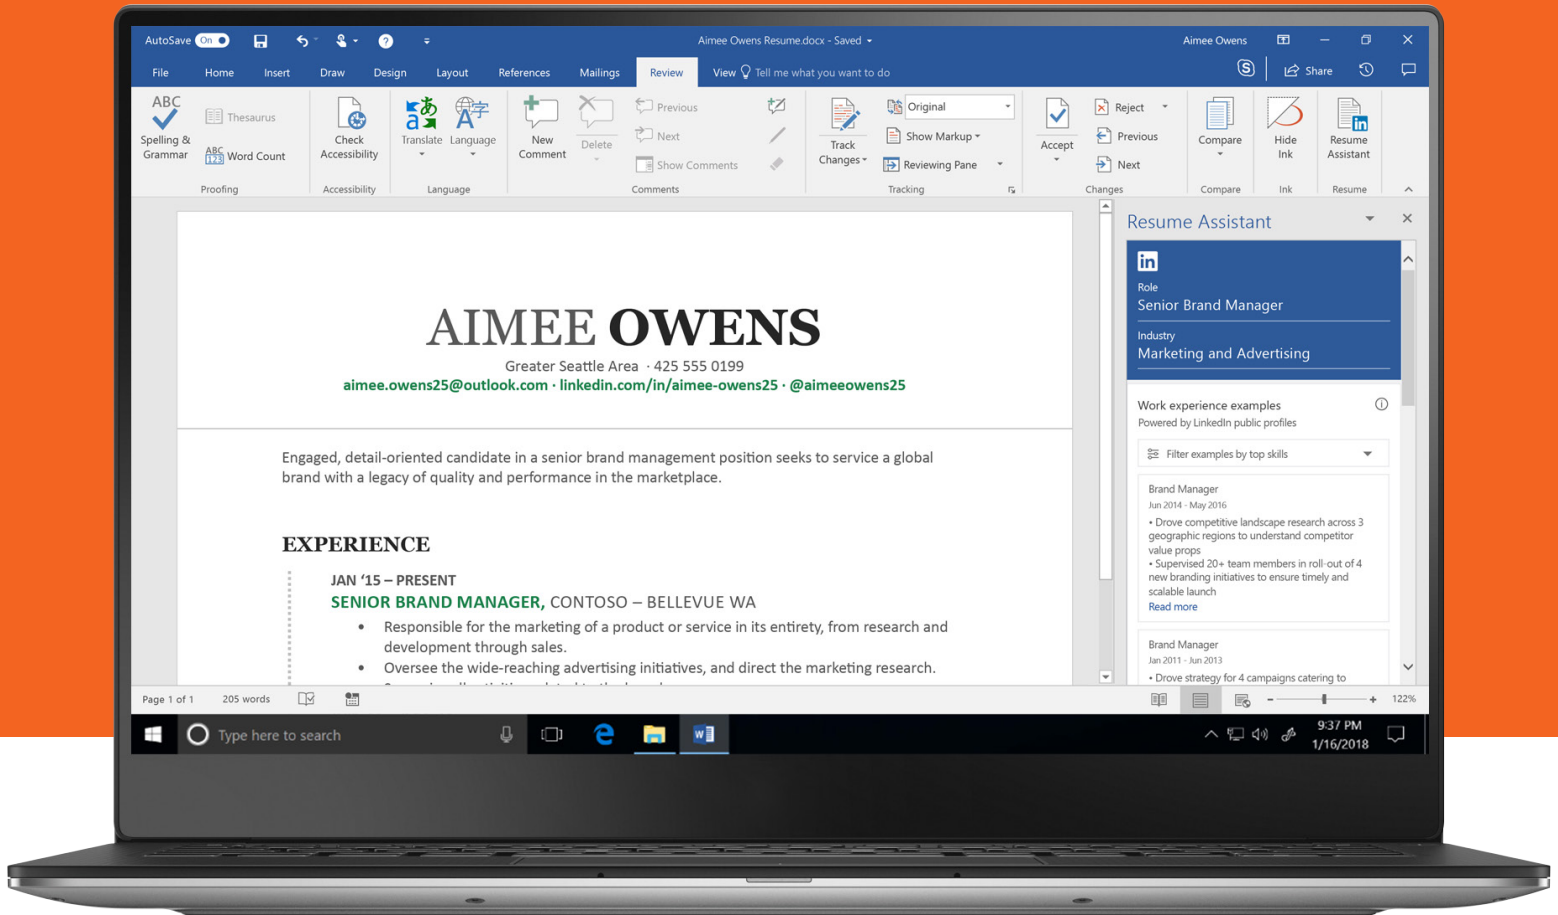 AutoSave On
Aimee Owens Resume.docx - Saved
Aimee Owens
File Home Insert Draw Design Layout References Mailings Review View Tell me what you want to do
Share
ABC
Spelling & Grammar
Thesaurus
ABC 123 Word Count
Proofing
Check Accessibility
Accessibility
Translate
Language
Language
New Comment
Delete
Previous
Next
Show Comments
Comments
Track Changes
Original
Show Markup
Reviewing Pane
Tracking
Accept
Reject
Previous
Next
Changes
Compare
Compare
Hide Ink
Ink
Resume Assistant
Resume
AIMEE OWENS
Greater Seattle Area · 425 555 0199
aimee.owens25@outlook.com · linkedin.com/in/aimee-owens25 · @aimeeowens25
Engaged, detail-oriented candidate in a senior brand management position seeks to service a global
brand with a legacy of quality and performance in the marketplace.
EXPERIENCE
JAN ‘15 – PRESENT
SENIOR BRAND MANAGER, CONTOSO – BELLEVUE WA
• Responsible for the marketing of a product or service in its entirety, from research and
development through sales.
• Oversee the wide-reaching advertising initiatives, and direct the marketing research.
Resume Assistant
in
Role
Senior Brand Manager
Industry
Marketing and Advertising
Work experience examples
Powered by LinkedIn public profiles
Filter examples by top skills
Brand Manager
Jun 2014 - May 2016
• Drove competitive landscape research across 3
geographic regions to understand competitor
value props
• Supervised 20+ team members in roll-out of 4
new branding initiatives to ensure timely and
scalable launch
Read more
Brand Manager
Jan 2011 - Jun 2013
• Drove strategy for 4 campaigns catering to
Page 1 of 1 205 words
122%
Type here to search
9:37 PM
1/16/2018